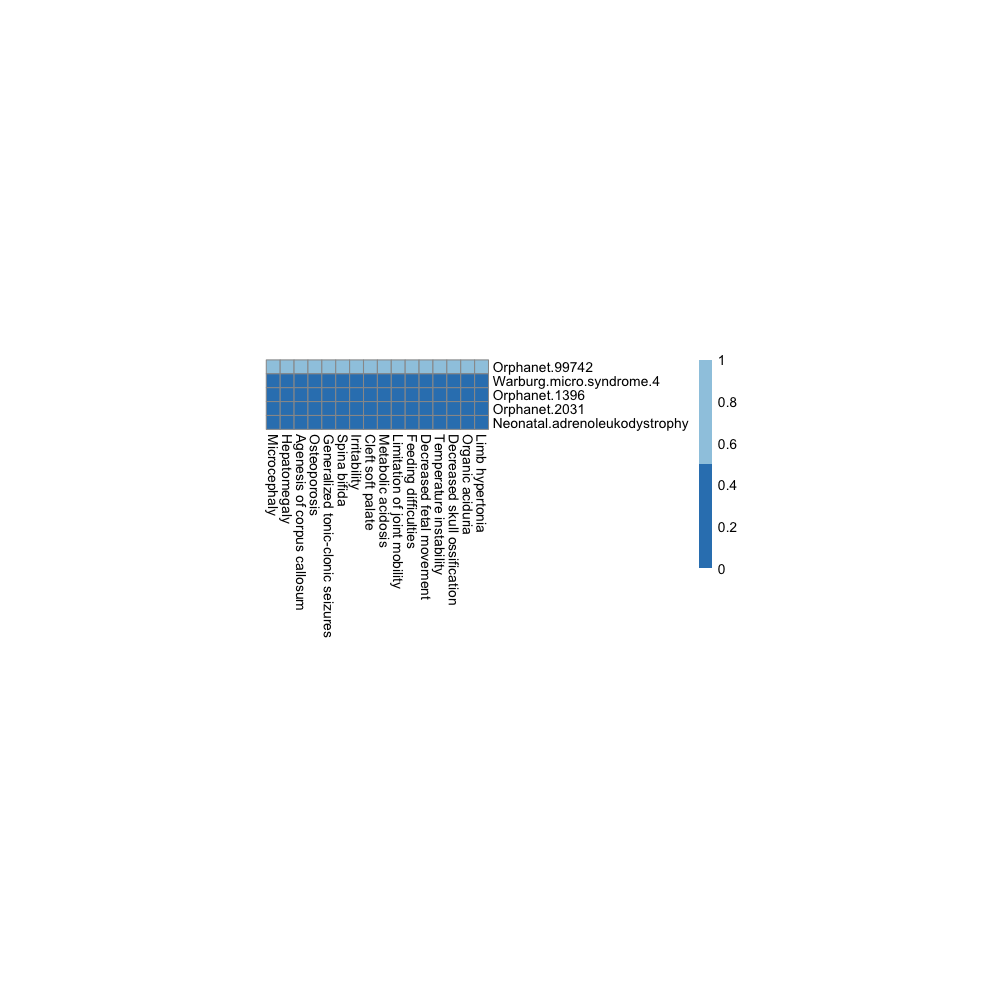 Orphanet.99742
Warburg.micro.syndrome.4
Orphanet.1396
Orphanet.2031
Neonatal.adrenoleukodystrophy
Microcephaly
Hepatomegaly
Agenesis of corpus callosum
Osteoporosis
Generalized tonic-clonic seizures
Spina bifida
Irritability
Cleft soft palate
Metabolic acidosis
Limitation of joint mobility
Feeding difficulties
Decreased fetal movement
Temperature instability
Decreased skull ossification
Organic aciduria
Limb hypertonia
1
0.8
0.6
0.4
0.2
0